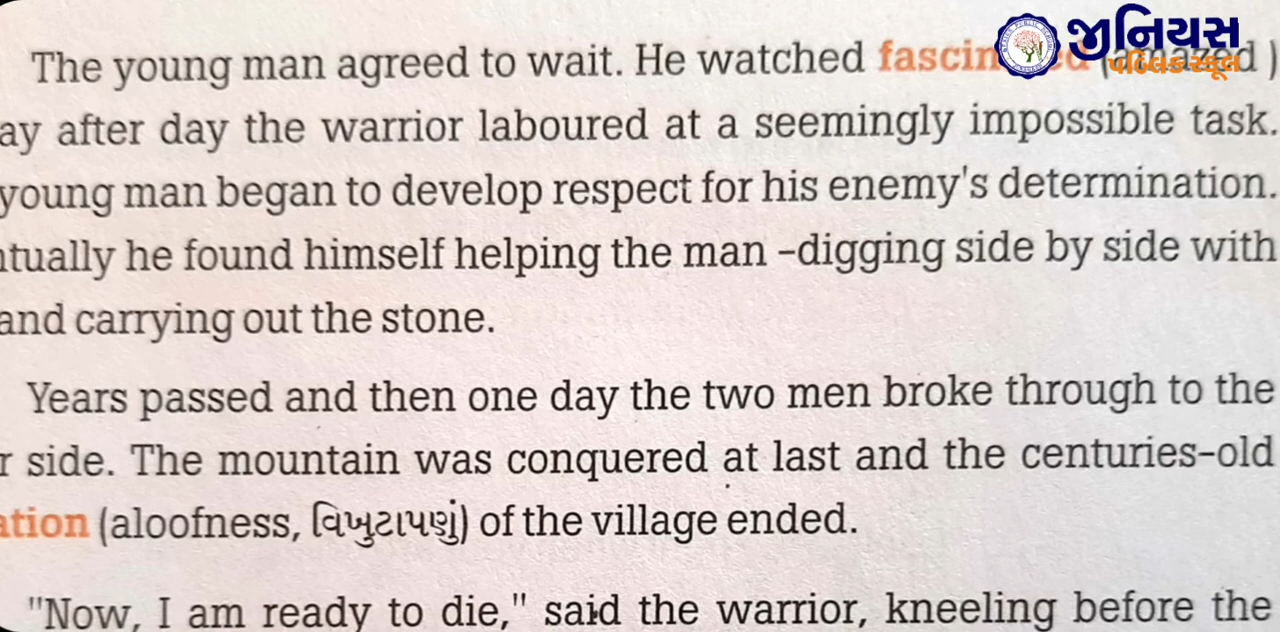 જીનિયસ
પબ્લિક સ્કૂલ
The young man agreed to wait. He watched
ay after day the warrior laboured at a seemingly impossible task.
young man began to develop respect for his enemy's determination.
tually he found himself helping the man –digging side by side with
and carrying out the stone.
Years passed and then one day the two men broke through to the
r side. The mountain was conquered at last and the centuries-old
ation (aloofness, વિખુટાપણું) of the village ended.
"Now, I am ready to die," said the warrior, kneeling before the